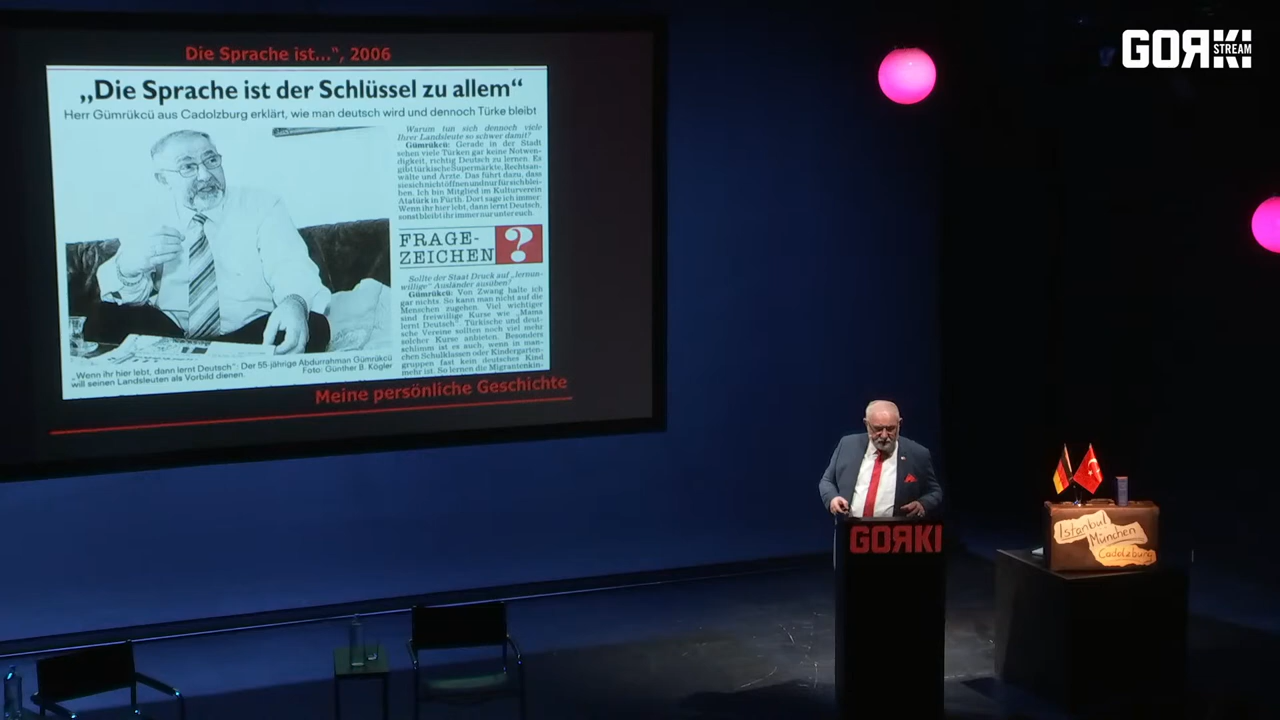 GORKI
STREAM
Die Sprache ist...“, 2006
„Die Sprache ist der Schlüssel zu allem“
Herr Gümrükcü aus Cadolzburg erklärt, wie man deutsch wird und dennoch Türke bleibt
Warum tun sich dennoch viele
Ihrer Landsleute so schwer damit?
Gümrükcü: Gerade in der Stadt
sehen viele Türken gar keine Notwen-
digkeit, richtig Deutsch zu lernen. Es
gibt türkische Supermärkte, Rechtsan-
wälte und Ärzte. Das führt dazu, dass
sie sich nicht öffnen und nur für sich blei-
ben. Ich bin Mitglied im Kulturverein
Atatürk in Fürth. Dort sage ich immer:
Wenn ihr hier lebt, dann lernt Deutsch,
sonst bleibt ihr immer nur unter euch.
FRAGE-
ZEICHEN ?
Sollte der Staat Druck auf „lernun-
willige“ Ausländer ausüben?
Gümrükcü: Von Zwang halte ich
gar nichts. So kann man nicht auf die
Menschen zugehen. Viel wichtiger
sind freiwillige Kurse wie „Mama
lernt Deutsch“. Türkische und deut-
sche Vereine sollten noch viel mehr
solcher Kurse anbieten. Besonders
schlimm ist es auch, wenn in man-
chen Schulklassen oder Kindergarten-
gruppen fast kein deutsches Kind
mehr ist. So lernen die Migrantenkin-
„Wenn ihr hier lebt, dann lernt Deutsch“: Der 55-jährige Abdurrahman Gümrükcü
will seinen Landsleuten als Vorbild dienen.
Foto: Günther B. Kögler
Meine persönliche Geschichte
GORKI
Istanbul
München
Cadolzburg